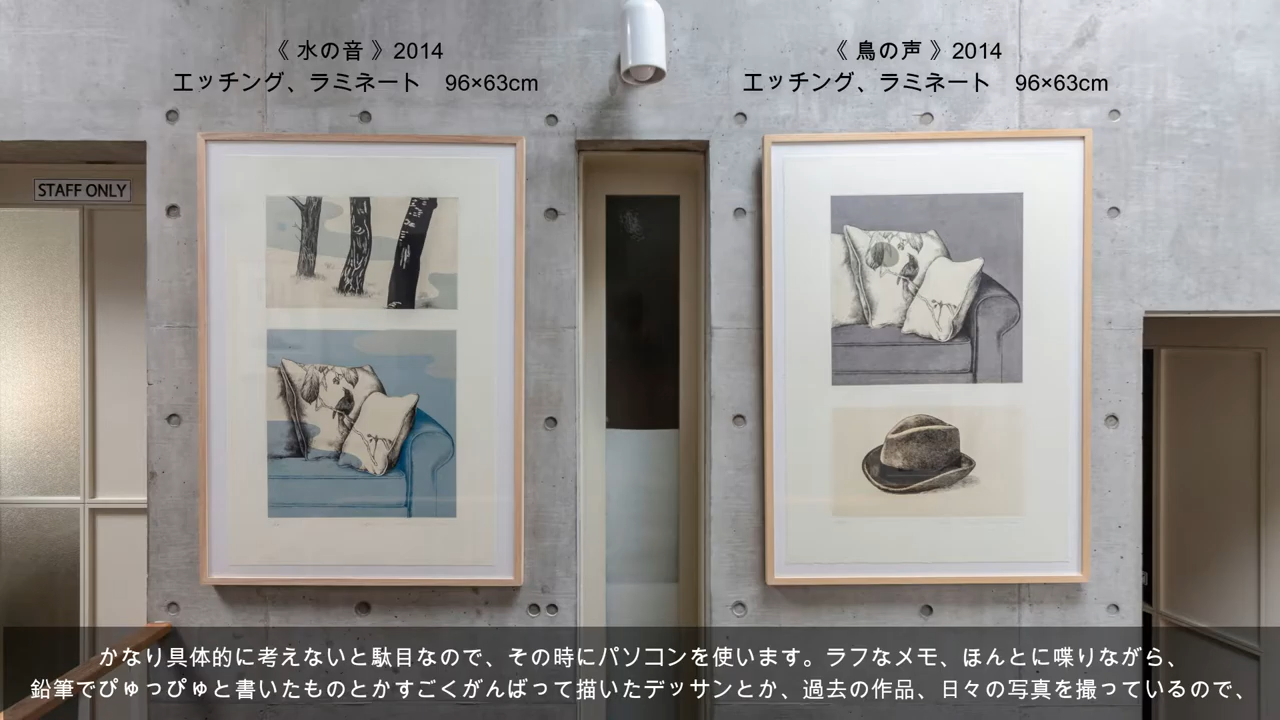 《 水の音 》2014
エッチング、ラミネート　96×63cm
《 鳥の声 》2014
エッチング、ラミネート　96×63cm
STAFF ONLY
かなり具体的に考えないと駄目なので、その時にパソコンを使います。ラフなメモ、ほんとに喋りながら、
鉛筆でぴゅっぴゅと書いたものとかすごくがんばって描いたデッサンとか、過去の作品、日々の写真を撮っているので、